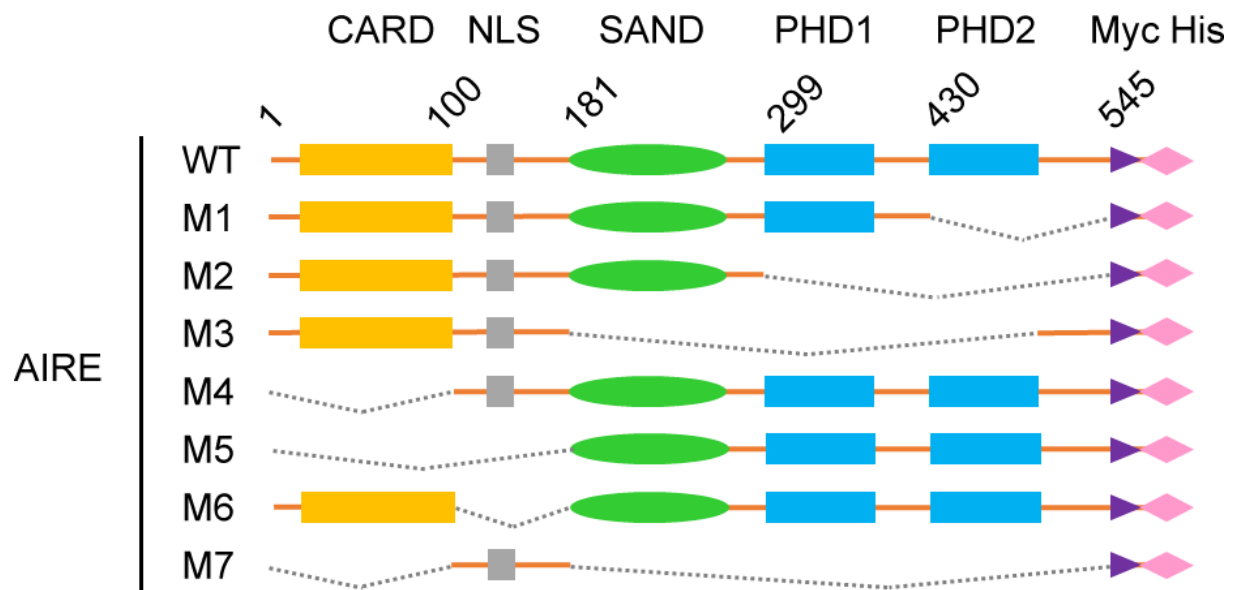 CARD NLS SAND PHD1 PHD2 Myc His
1 100 181 299 430 545
WT
M1
M2
M3
M4
AIRE
M5
M6
M7